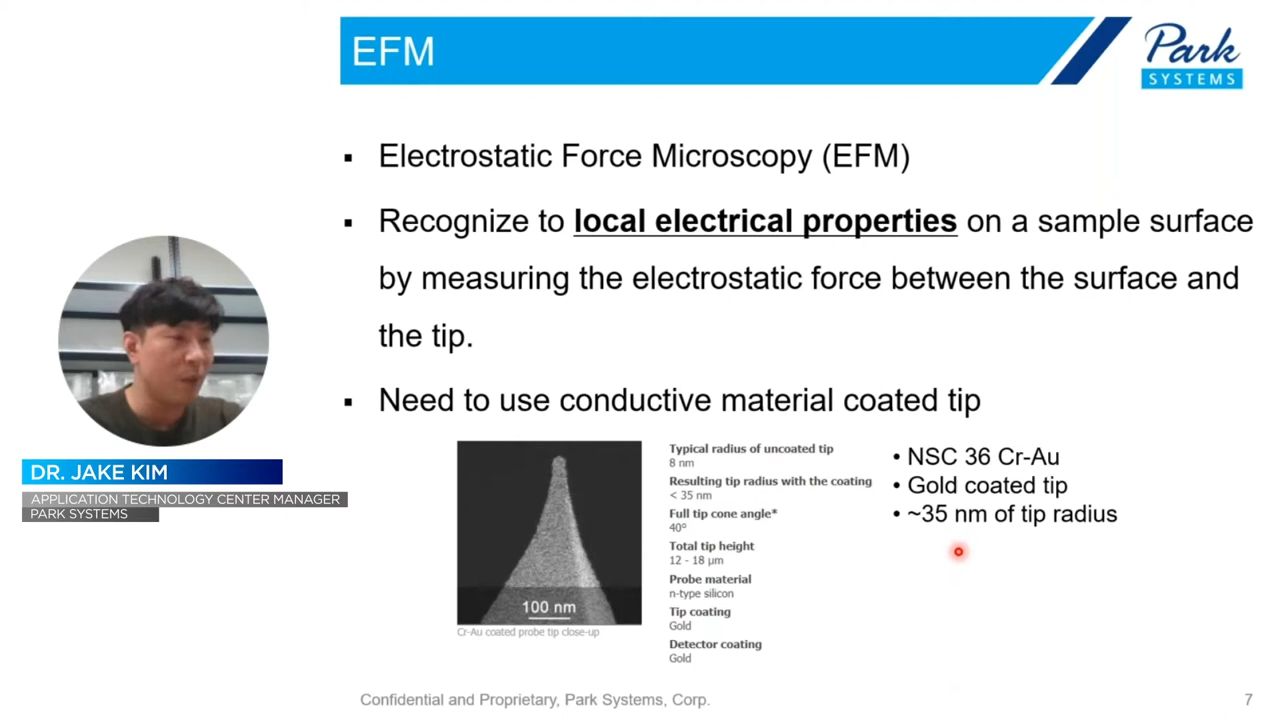 EFM
Park
SYSTEMS
▪ Electrostatic Force Microscopy (EFM)
▪ Recognize to local electrical properties on a sample surface
by measuring the electrostatic force between the surface and
the tip.
▪ Need to use conductive material coated tip
DR. JAKE KIM
APPLICATION TECHNOLOGY CENTER MANAGER
PARK SYSTEMS
100 nm
Cr-Au coated probe tip close-up
Typical radius of uncoated tip
8 nm
Resulting tip radius with the coating
< 35 nm
Full tip cone angle*
40º
Total tip height
12 - 18 µm
Probe material
n-type silicon
Tip coating
Gold
Detector coating
Gold
• NSC 36 Cr-Au
• Gold coated tip
• ~35 nm of tip radius
Confidential and Proprietary, Park Systems, Corp.
7